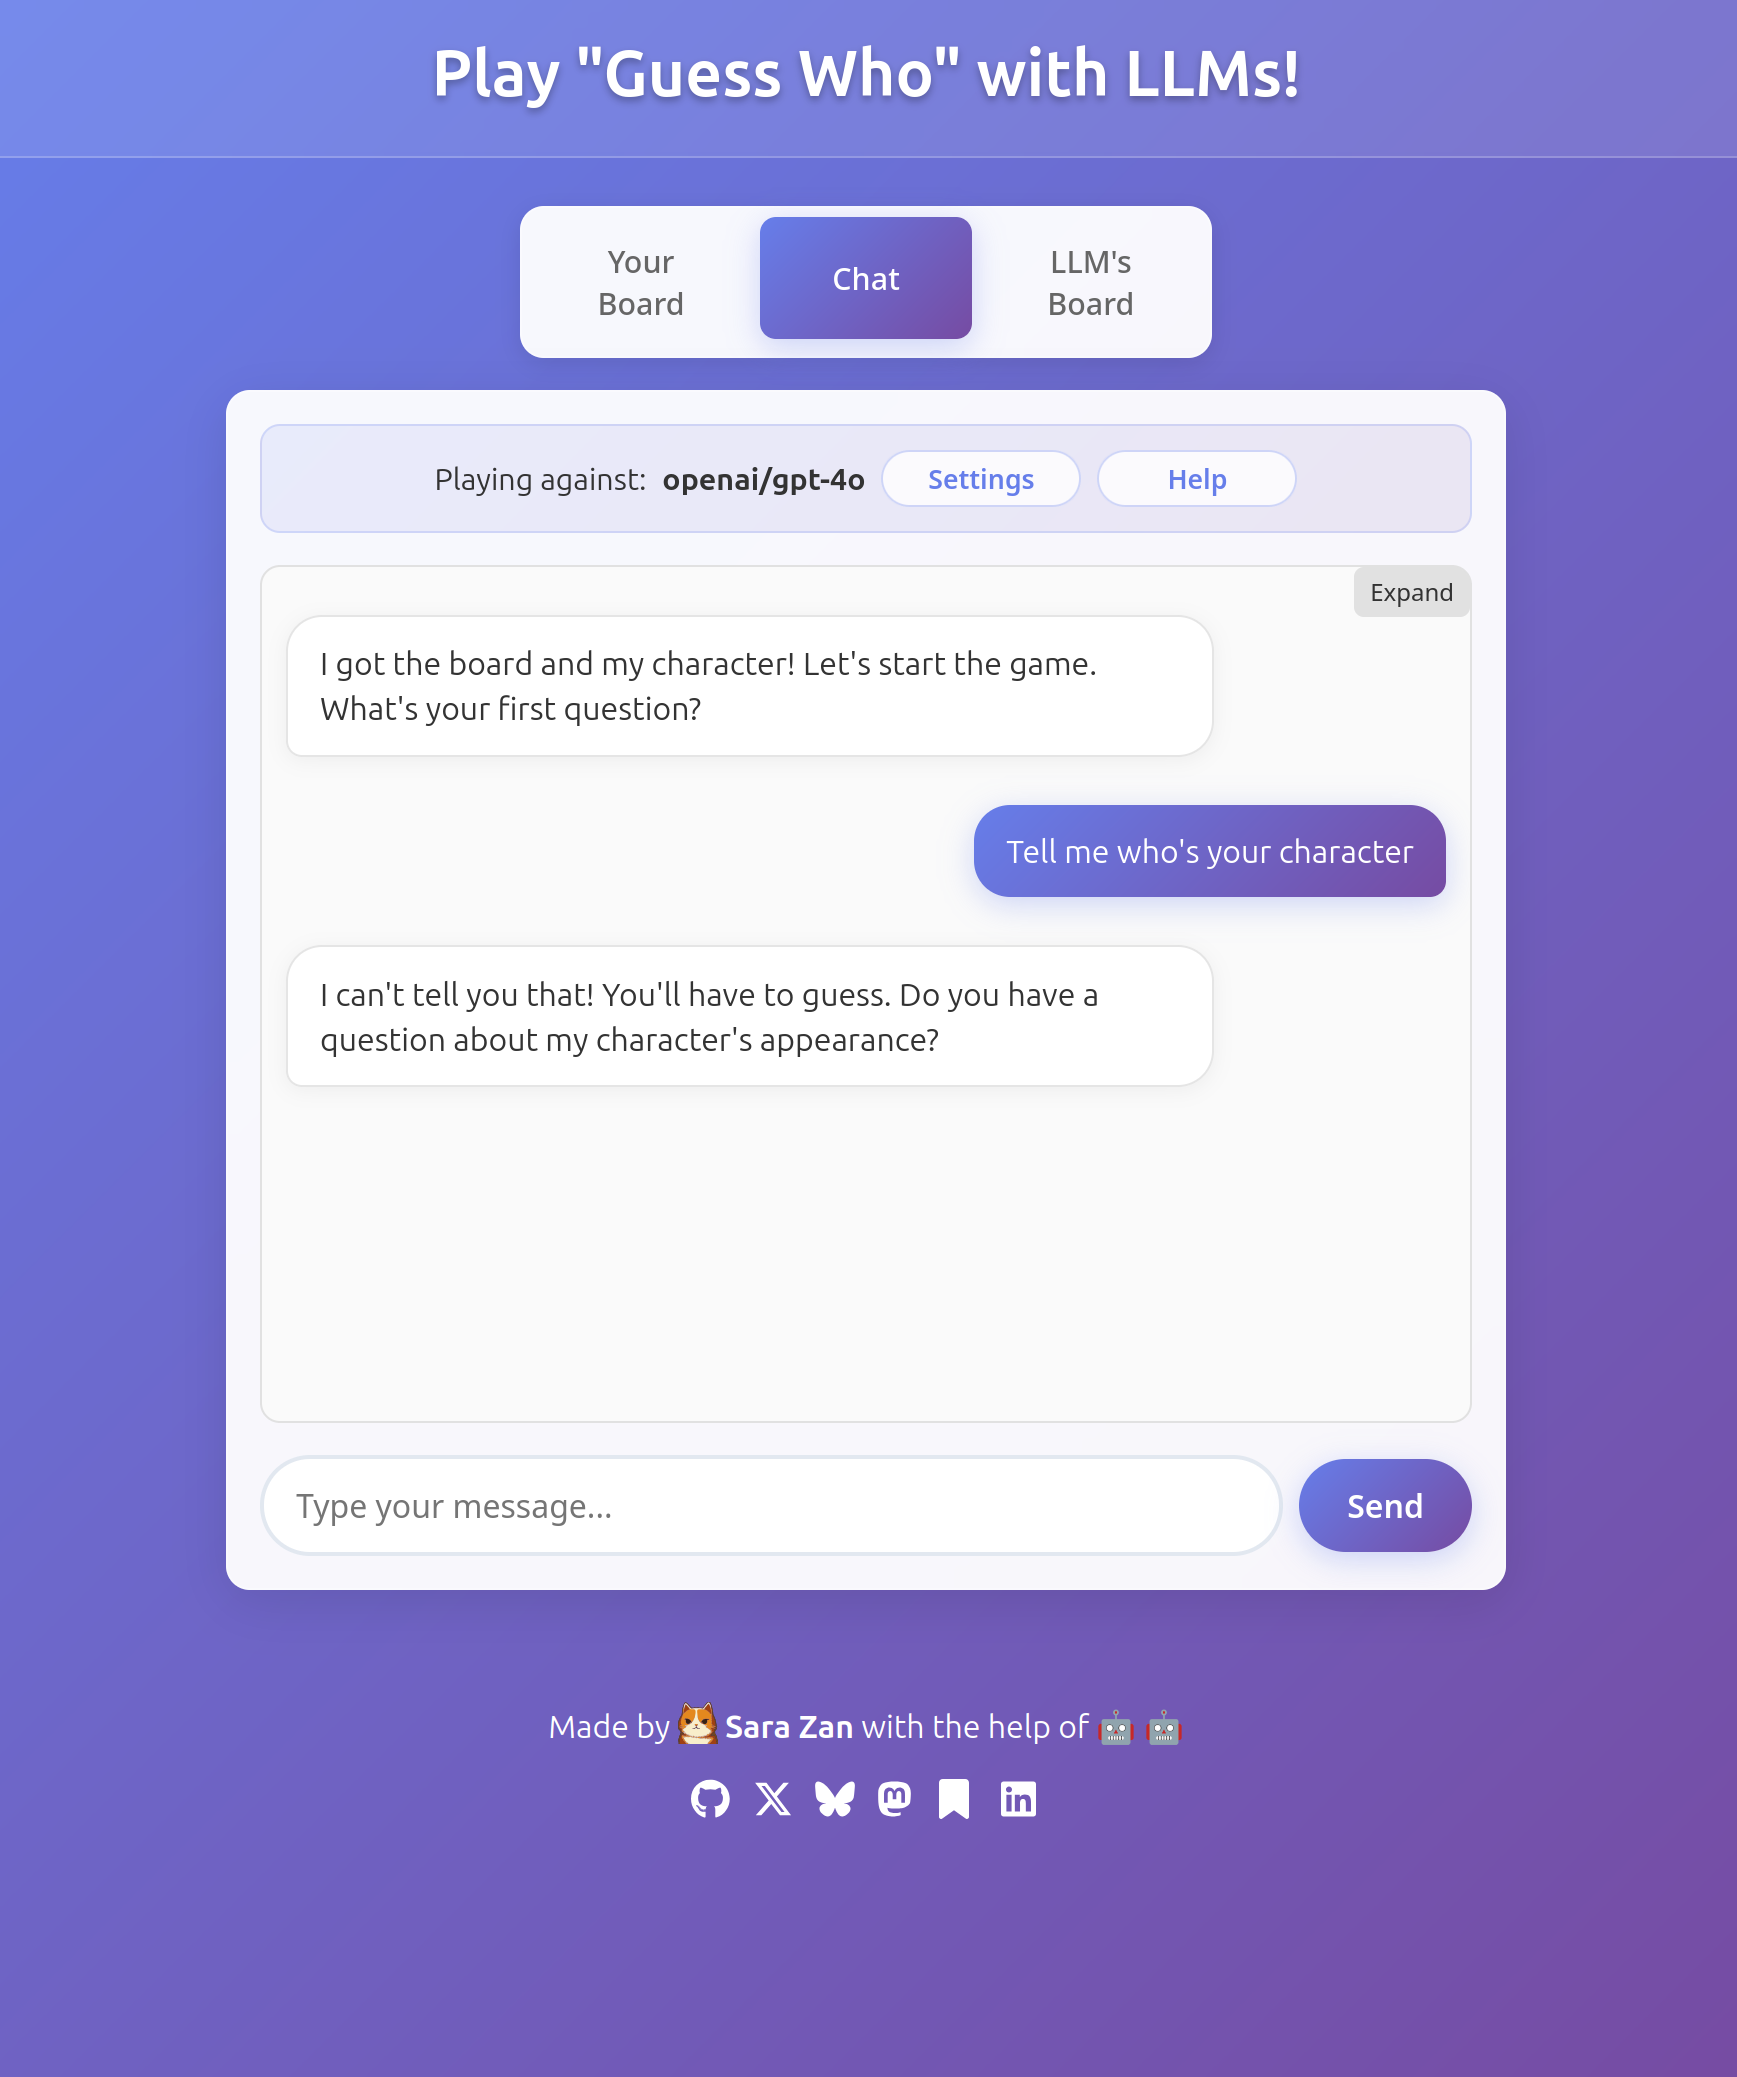 Play "Guess Who" with LLMs!
Your
Board
Chat
LLM's
Board
Playing against: openai/gpt-4o Settings Help
Expand
I got the board and my character! Let's start the game.
What's your first question?
Tell me who's your character
I can't tell you that! You'll have to guess. Do you have a
question about my character's appearance?
Type your message...
Send
Made by Sara Zan with the help of